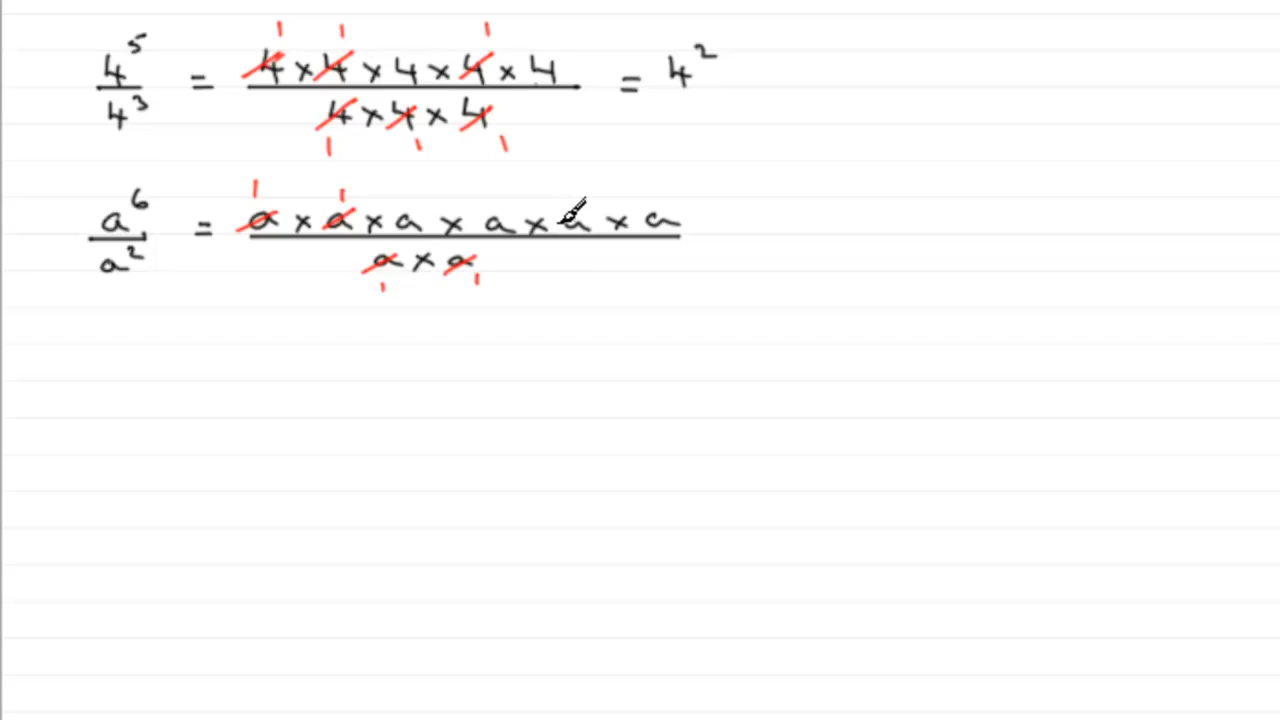 4⁵/4³ = (4 × 4 × 4 × 4 × 4)/(4 × 4 × 4) = 4²
a⁶/a² = (a × a × a × a × a × a)/(a × a)